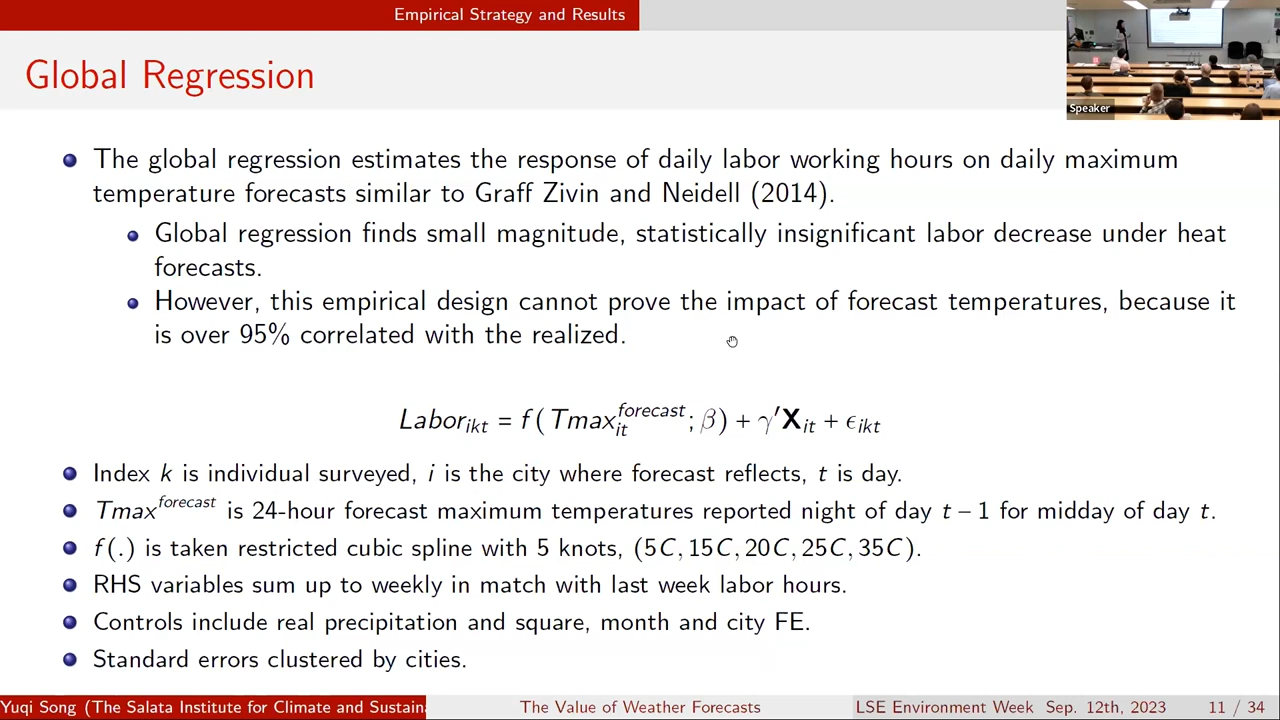 Empirical Strategy and Results
Global Regression
Speaker
The global regression estimates the response of daily labor working hours on daily maximum
temperature forecasts similar to Graff Zivin and Neidell (2014).
Global regression finds small magnitude, statistically insignificant labor decrease under heat
forecasts.
However, this empirical design cannot prove the impact of forecast temperatures, because it
is over 95% correlated with the realized.
Labor_{ikt} = f(Tmax_{it}^{forecast}; β) + γ′X_{it} + ϵ_{ikt}
Index k is individual surveyed, i is the city where forecast reflects, t is day.
Tmax^{forecast} is 24-hour forecast maximum temperatures reported night of day t − 1 for midday of day t.
f(.) is taken restricted cubic spline with 5 knots, (5C, 15C, 20C, 25C, 35C).
RHS variables sum up to weekly in match with last week labor hours.
Controls include real precipitation and square, month and city FE.
Standard errors clustered by cities.
Yuqi Song (The Salata Institute for Climate and Sustain
The Value of Weather Forecasts
LSE Environment Week Sep. 12th, 2023
11 / 34